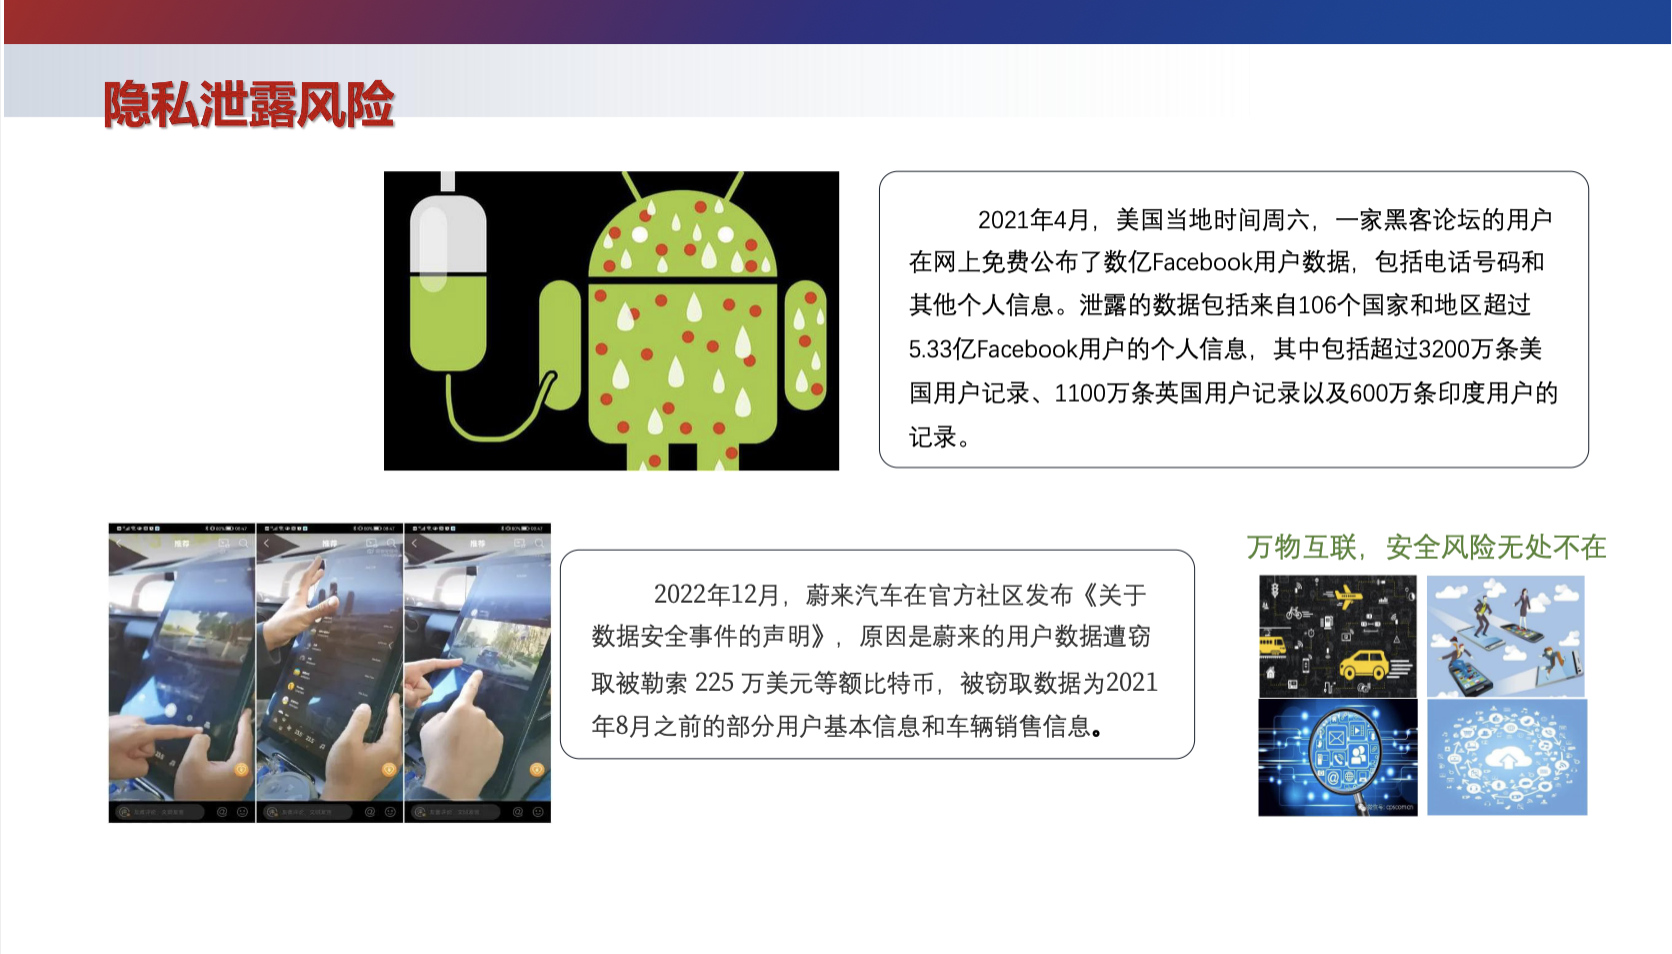 隐私泄露风险
2021年4月，美国当地时间周六，一家黑客论坛的用户
在网上免费公布了数亿Facebook用户数据，包括电话号码和
其他个人信息。泄露的数据包括来自106个国家和地区超过
5.33亿Facebook用户的个人信息，其中包括超过3200万条美
国用户记录、1100万条英国用户记录以及600万条印度用户的
记录。
推荐
推荐
推荐
2022年12月，蔚来汽车在官方社区发布《关于
数据安全事件的声明》，原因是蔚来的用户数据遭窃
取被勒索 225 万美元等额比特币，被窃取数据为2021
年8月之前的部分用户基本信息和车辆销售信息。
万物互联，安全风险无处不在